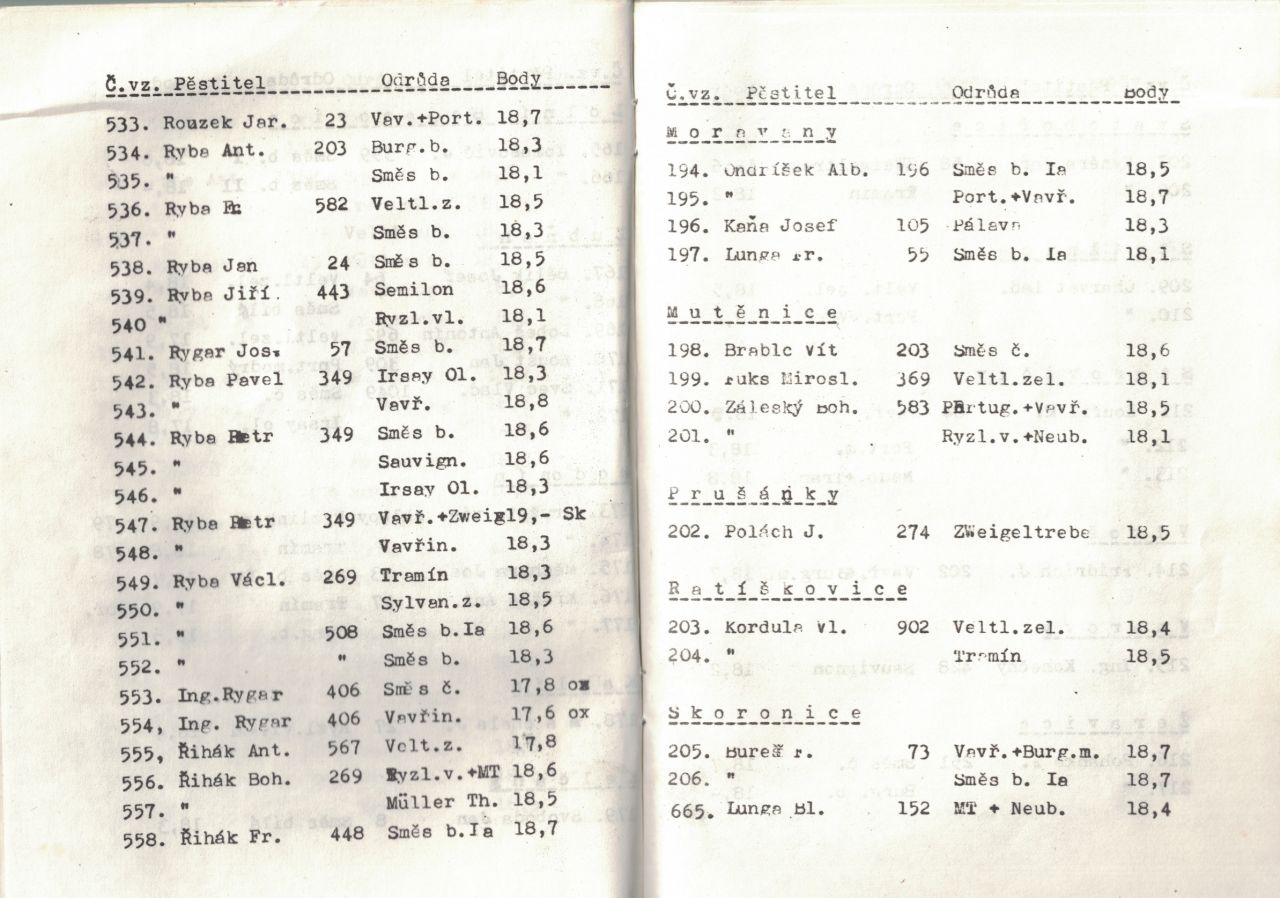 Č.vz. Pěstitel Odrůda Body
533. Rouzek Jar. 23 Vav.+Port. 18,7
534. Ryba Ant. 203 Burg.b. 18,3
535. " Směs b. 18,1
536. Ryba Fr. 582 Veltl.z. 18,5
537. " Směs b. 18,3
538. Ryba Jan 24 Směs b. 18,5
539. Ryba Jiří. 443 Semilon 18,6
540 " Ryzl.vl. 18,1
541. Rygar Jos. 57 Směs b. 18,7
542. Ryba Pavel 349 Irsay Ol. 18,3
543. " Vavř. 18,8
544. Ryba Petr 349 Směs b. 18,6
545. " Sauvign. 18,6
546. " Irsay Ol. 18,3
547. Ryba Petr 349 Vavř.+Zweig19,- Sk
548. " Vavřin. 18,3
549. Ryba Václ. 269 Tramín 18,3
550. " Sylvan.z. 18,5
551. " 508 Směs b.Ia 18,6
552. " " Směs b. 18,3
553. Ing.Rygar 406 Směs č. 17,8 ox
554, Ing. Rygar 406 Vavřin. 17,6 ox
555, Řihák Ant. 567 Velt.z. 17,8
556. Řihák Boh. 269 Ryzl.v.+MT 18,6
557. " Müller Th. 18,5
558. Řihák Fr. 448 Směs b.Ia 18,7
Č.vz. Pěstitel Odrůda Body
M o r a v a n y
194. Ondríšek Alb. 196 Směs b. Ia 18,5
195. " Port.+Vavř. 18,7
196. Kaňa Josef 105 Pálava 18,3
197. Lunga Fr. 55 Směs b. Ia 18,1
M u t ě n i c e
198. Brablc Vít 203 Směs č. 18,6
199. Fuks Mirosl. 369 Veltl.zel. 18,1
200. Záleský Boh. 583 Portug.+Vavř. 18,5
201. " Ryzl.v.+Neub. 18,1
P r u š á n k y
202. Polách J. 274 ZWeigeltrebe 18,5
R a t í š k o v i c e
203. Kordula Vl. 902 Veltl.zel. 18,4
204. " Tramín 18,5
S k o r o n i c e
205. Bureš F. 73 Vavř.+Burg.m. 18,7
206. " Směs b. Ia 18,7
665. Lunga Bl. 152 MT + Neub. 18,4